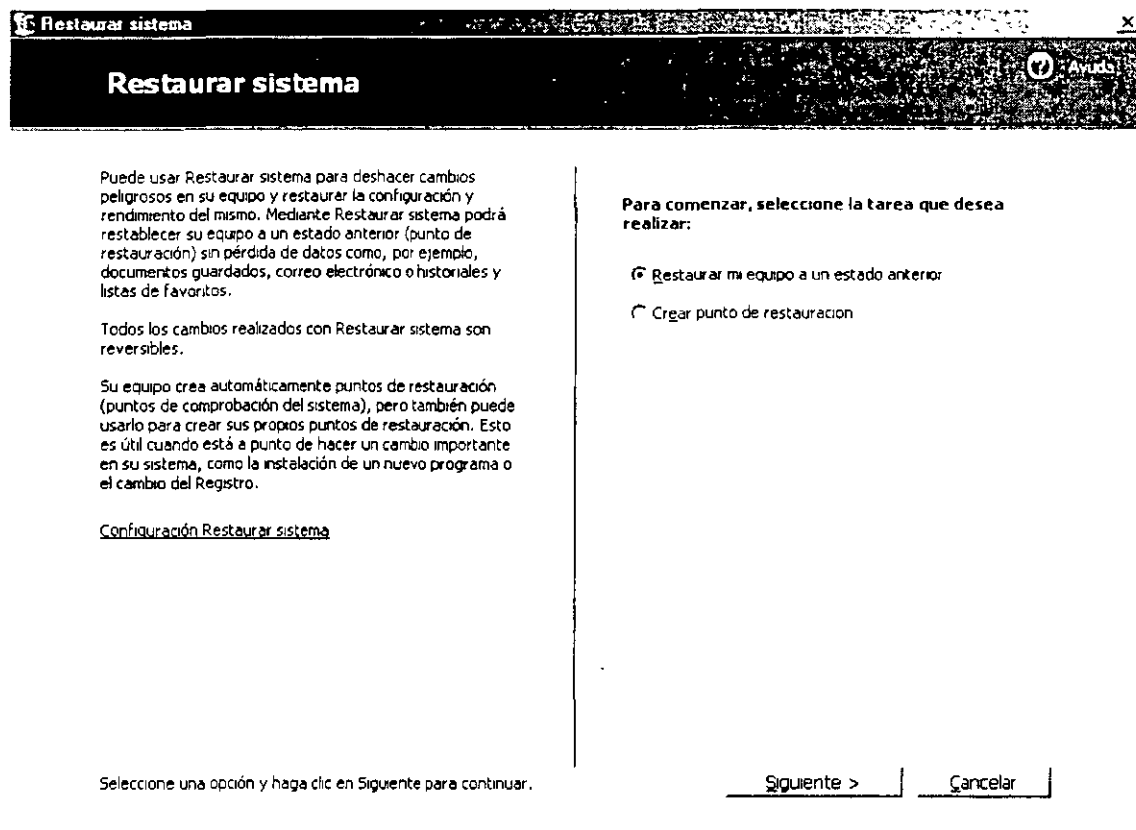 Restaurar sistema
Restaurar sistema
Ayuda
Puede usar Restaurar sistema para deshacer cambios
peligrosos en su equipo y restaurar la configuración y
rendimiento del mismo. Mediante Restaurar sistema podrá
restablecer su equipo a un estado anterior (punto de
restauración) sin pérdida de datos como, por ejemplo,
documentos guardados, correo electrónico o historiales y
listas de favoritos.
Todos los cambios realizados con Restaurar sistema son
reversibles.
Su equipo crea automáticamente puntos de restauración
(puntos de comprobación del sistema), pero también puede
usarlo para crear sus propios puntos de restauración. Esto
es útil cuando está a punto de hacer un cambio importante
en su sistema, como la instalación de un nuevo programa o
el cambio del Registro.
Configuración Restaurar sistema
Para comenzar, seleccione la tarea que desea
realizar:
Restaurar mi equipo a un estado anterior
Crear punto de restauracion
Seleccione una opción y haga clic en Siguiente para continuar.
Siguiente >
Cancelar